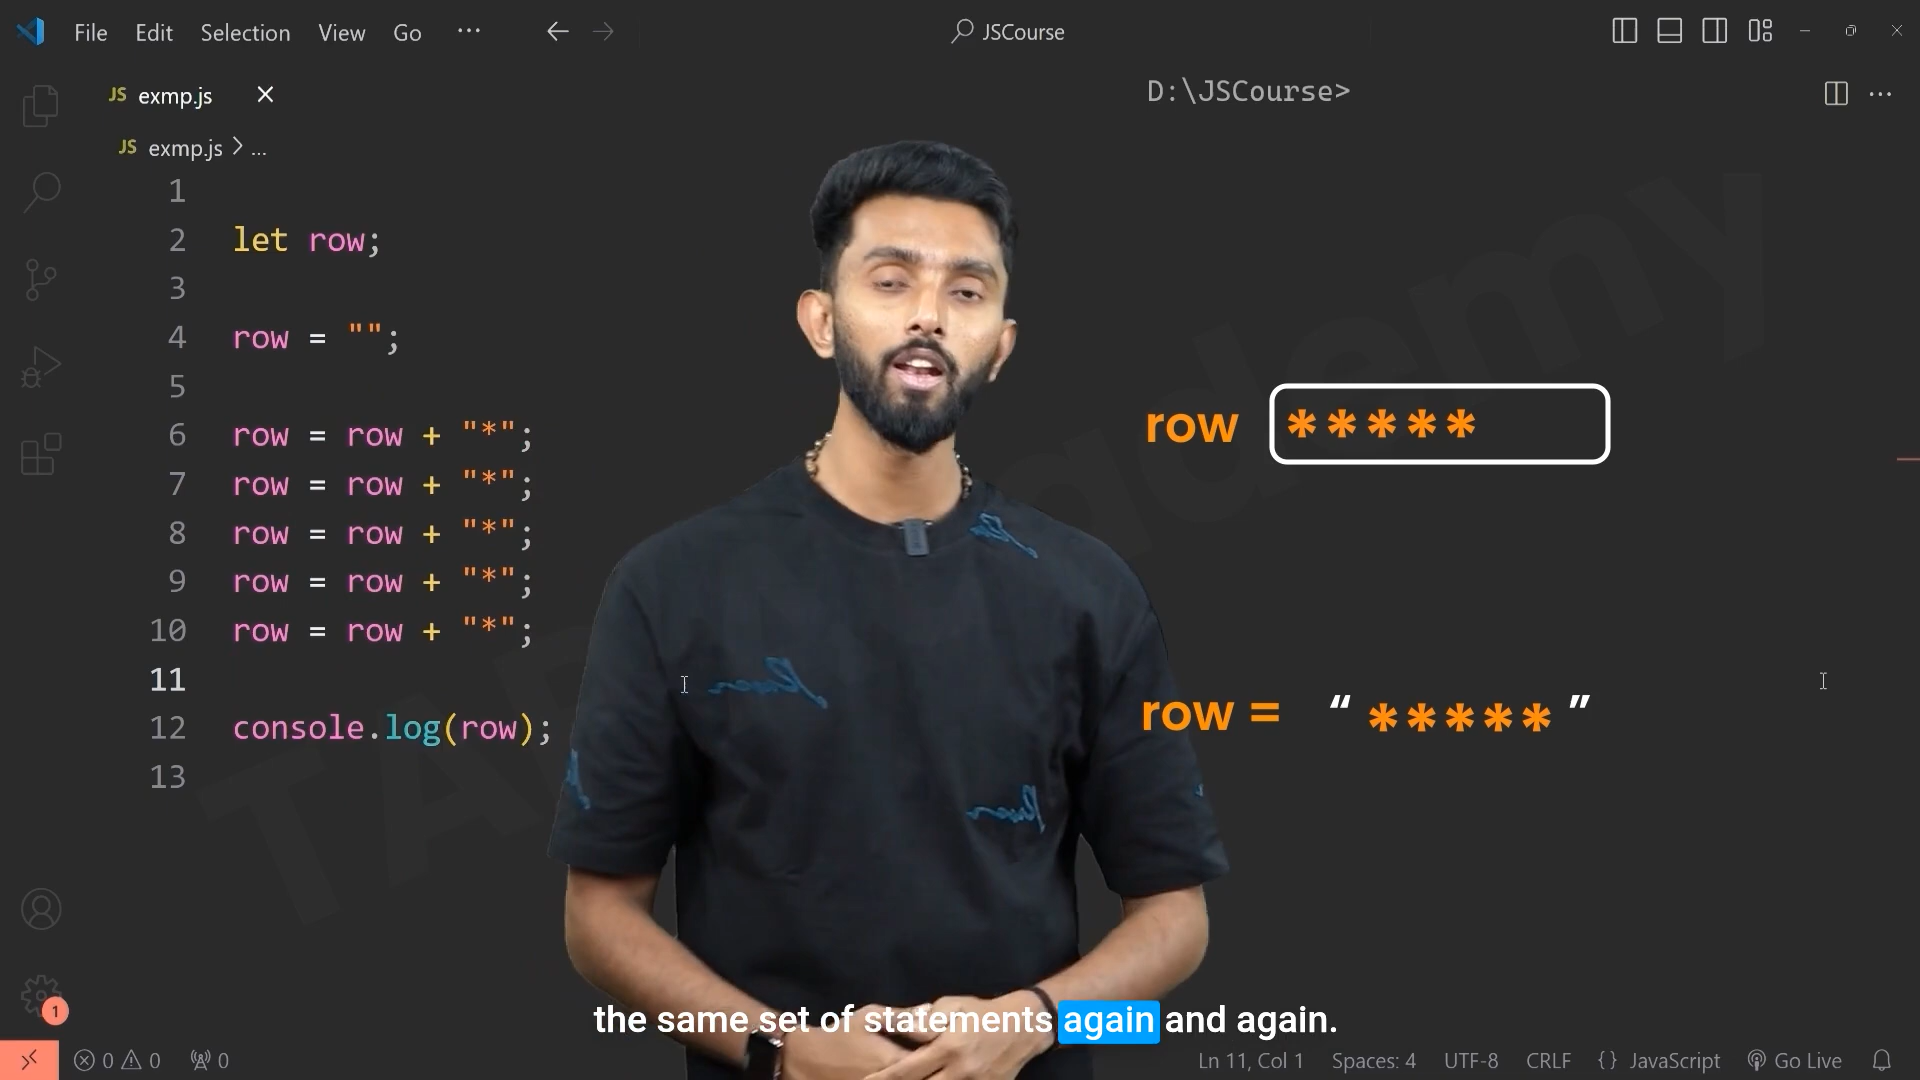 File Edit Selection View Go ... JSCourse
JS exmp.js
D:\JSCourse>
JS exmp.js > ...
1
2 let row;
3
4 row = "";
5
6 row = row + "*";
7 row = row + "*";
8 row = row + "*";
9 row = row + "*";
10 row = row + "*";
11
12 console.log(row);
13
row *****
row = “*****”
the same set of statements again and again.
1
0 0 0 Ln 11, Col 1 Spaces: 4 UTF-8 CRLF {} JavaScript Go Live